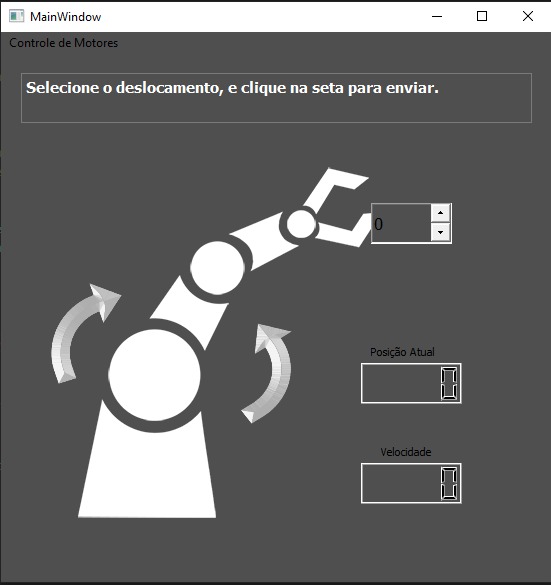 MainWindow
Controle de Motores
Selecione o deslocamento, e clique na seta para enviar.
0
Posição Atual
0
Velocidade
0